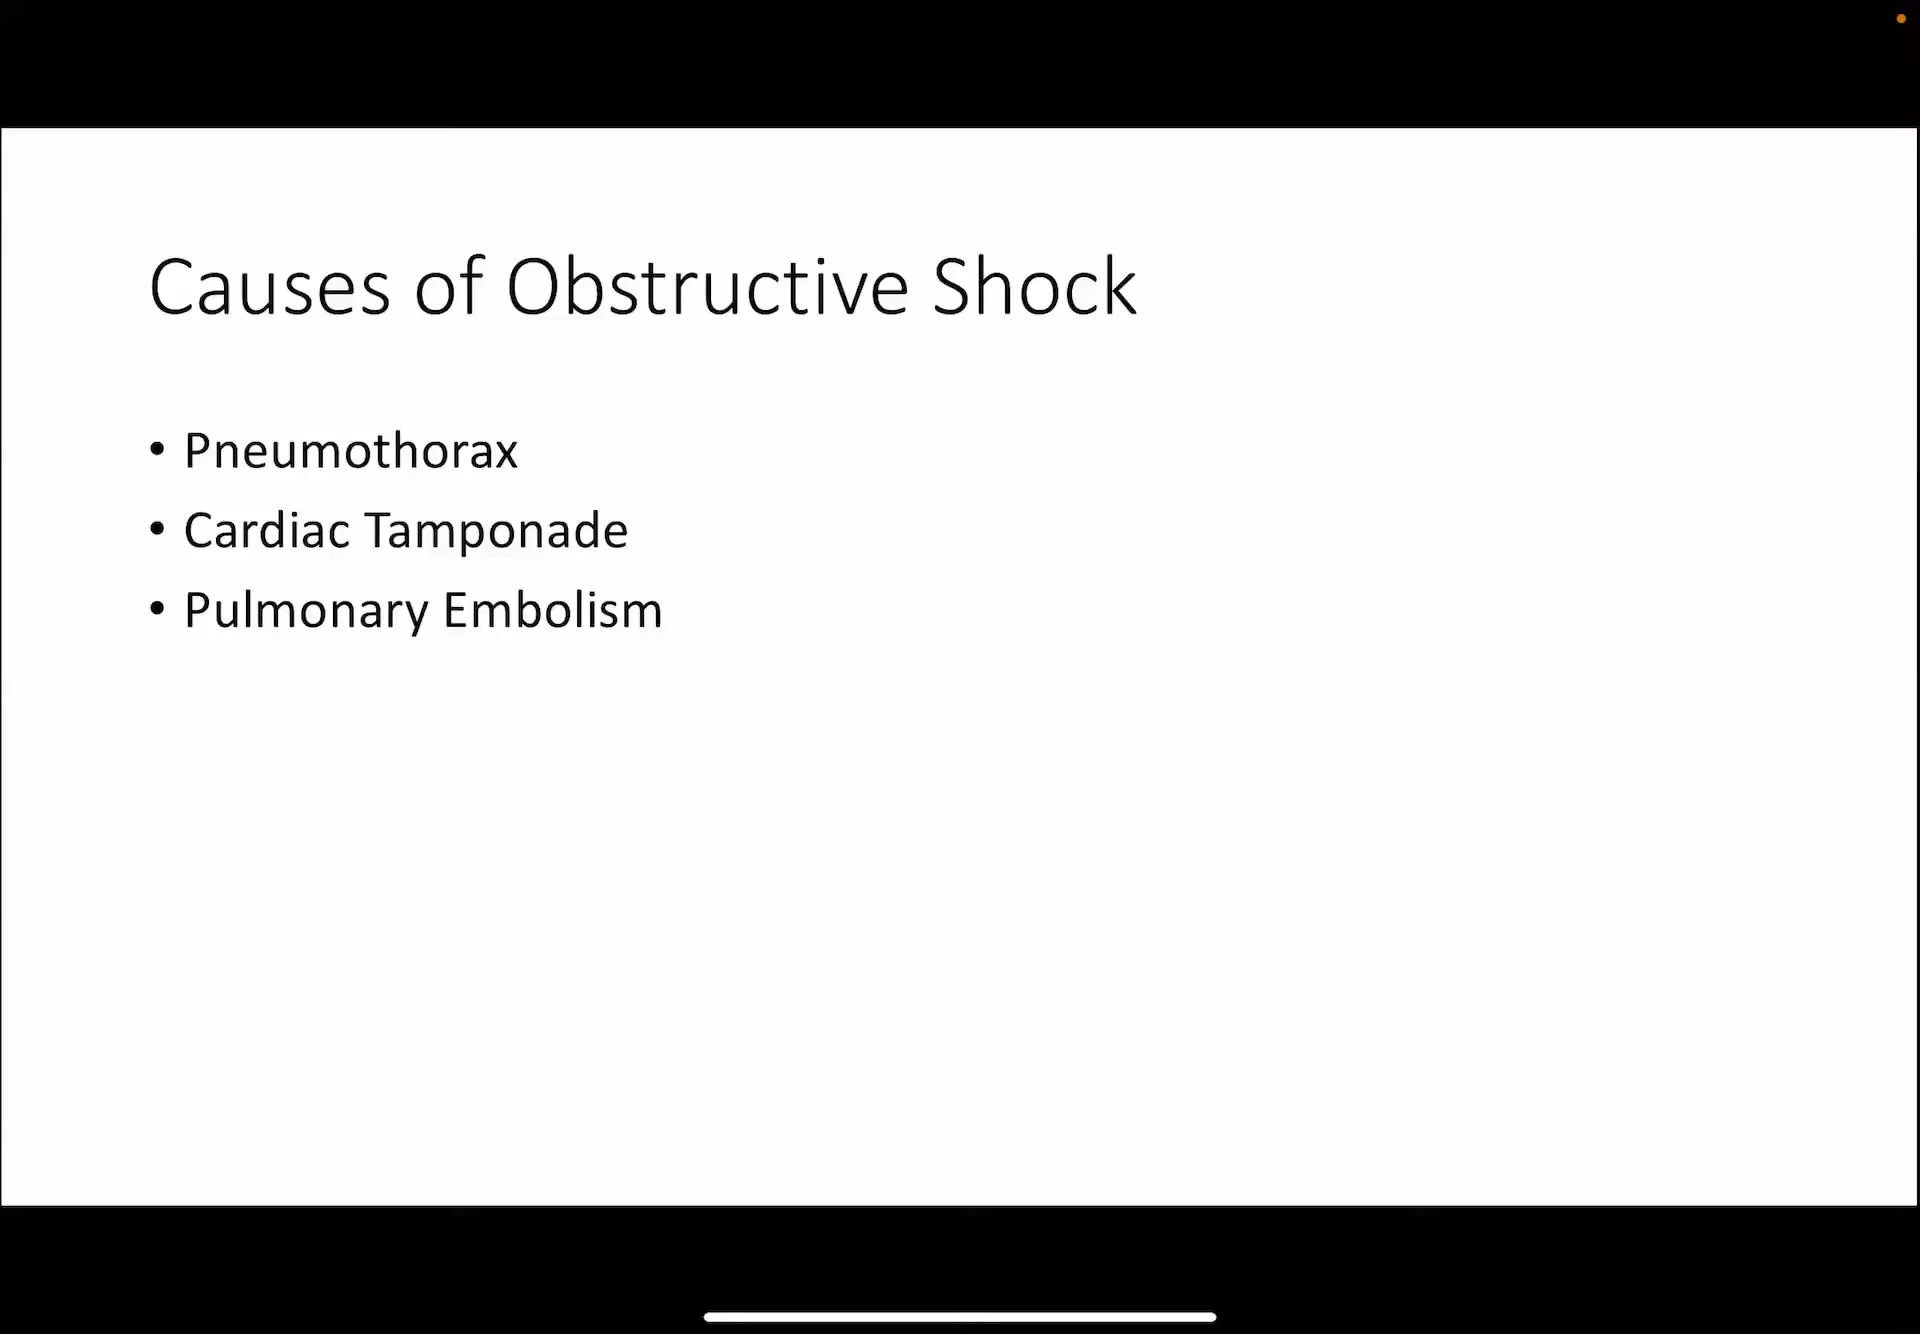 Causes of Obstructive Shock
• Pneumothorax
• Cardiac Tamponade
• Pulmonary Embolism